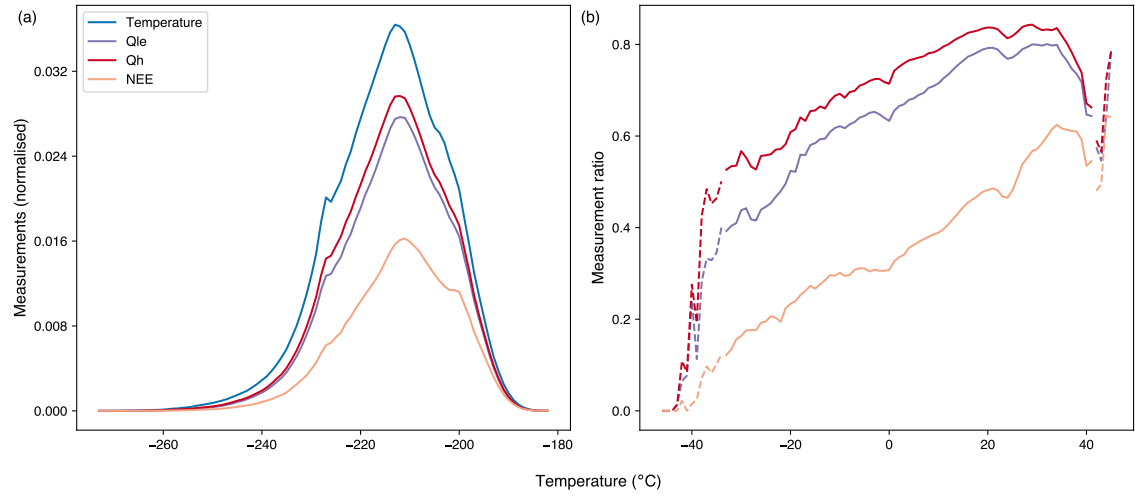 (a)
Temperature
Qle
Qh
NEE
Measurements (normalised)
0.032
0.024
0.016
0.008
0.000
−260
−240
−220
−200
−180
(b)
Measurement ratio
0.8
0.6
0.4
0.2
0.0
−40
−20
0
20
40
Temperature (°C)